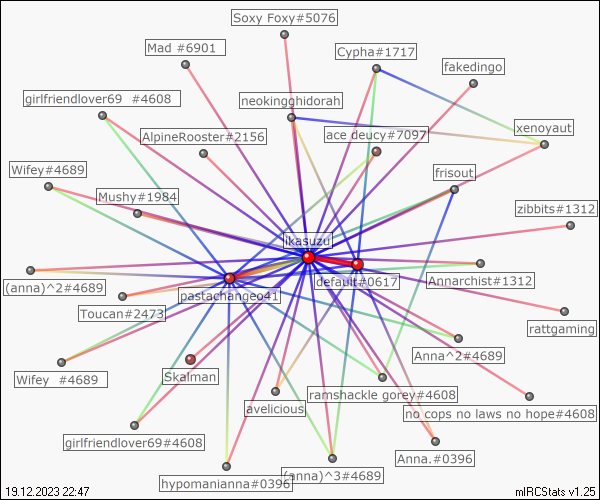 Soxy Foxy#5076
Mad #6901
Cypha#1717
fakedingo
girlfriendlover69 #4608
neokingghidorah
xenoyaut
AlpineRooster#2156
ace deucy#7097
Wifey#4689
frisout
Mushy#1984
zibbits#1312
ikasuzu
(anna)^2#4689
pastachangeo41
default#0617
Annarchist#1312
Toucan#2473
rattgaming
Anna^2#4689
Wifey #4689
Skalman
ramshackle gorey#4608
avelicious
no cops no laws no hope#4608
girlfriendlover69#4608
Anna.#0396
hypomanianna#0396
(anna)^3#4689
19.12.2023 22:47
mIRCStats v1.25